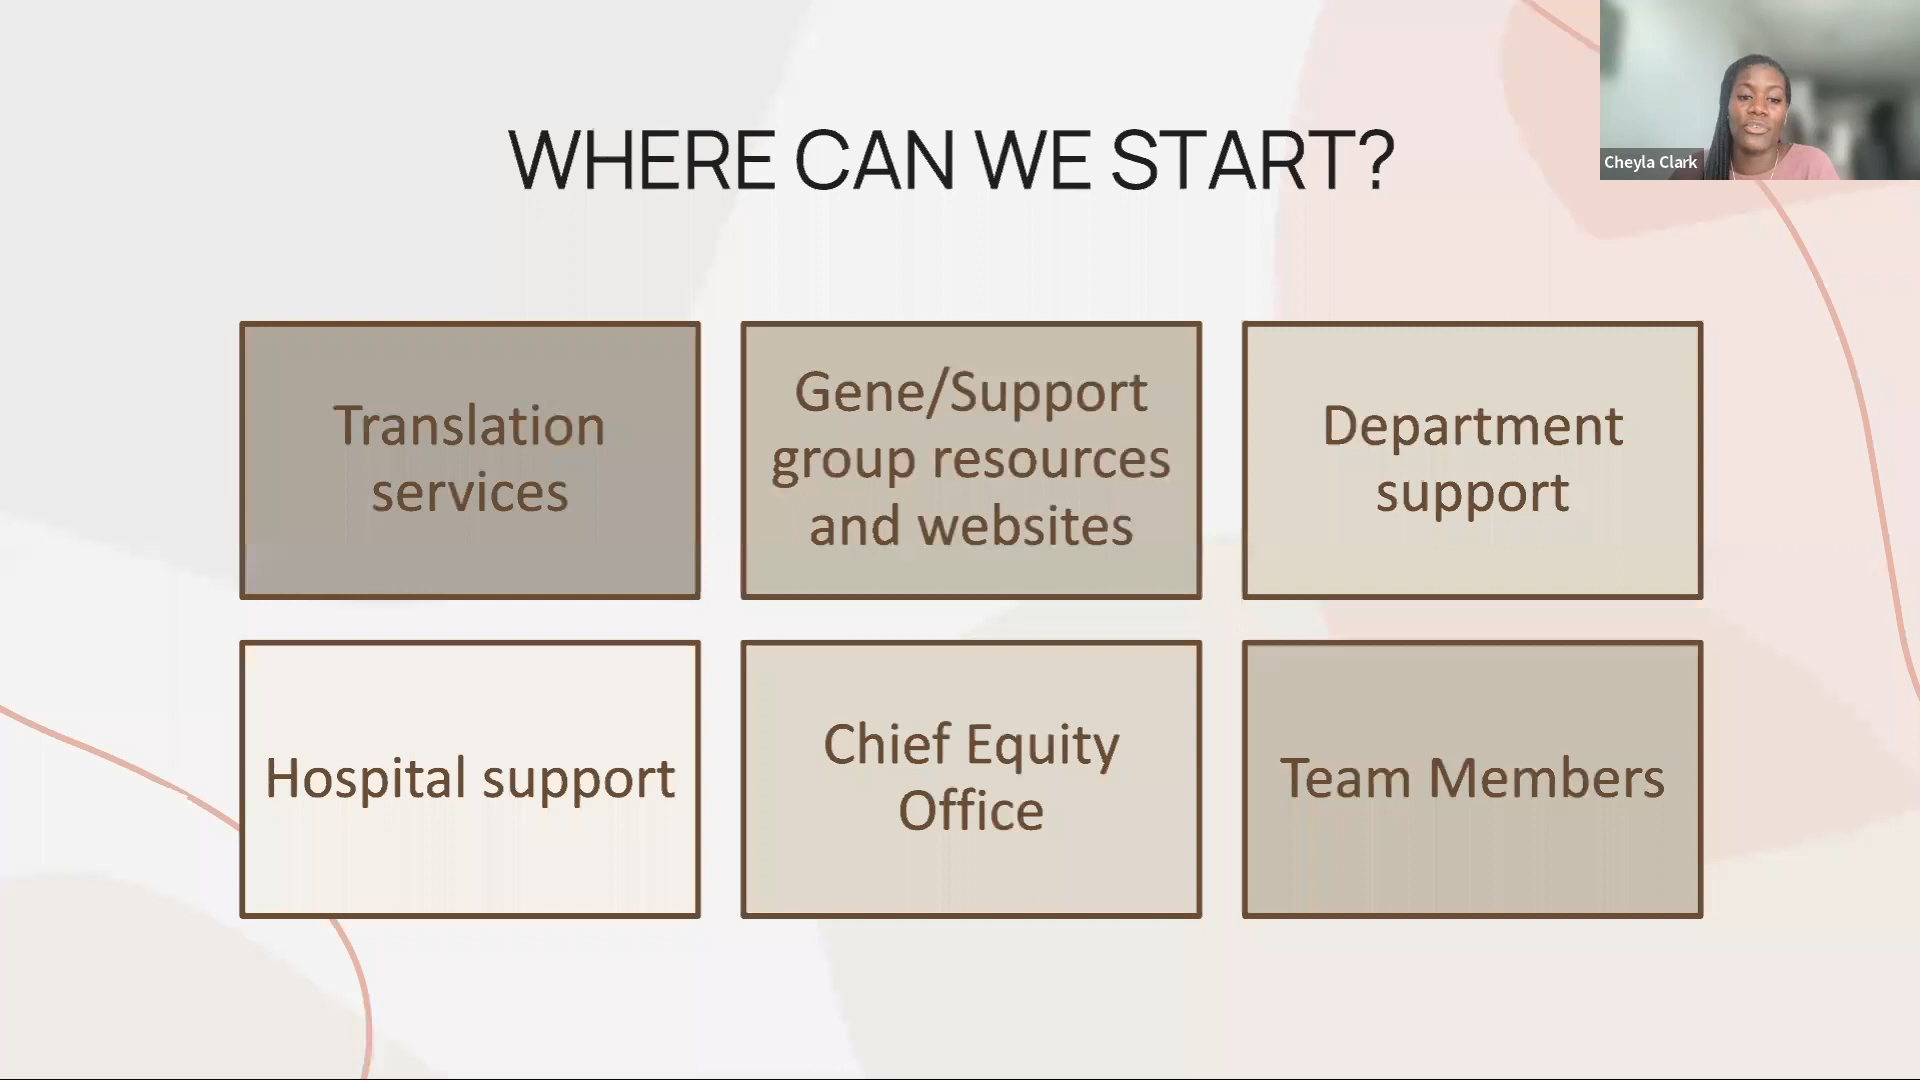 WHERE CAN WE START?
Cheyla Clark
Translation
services
Gene/Support
group resources
and websites
Department
support
Hospital support
Chief Equity
Office
Team Members